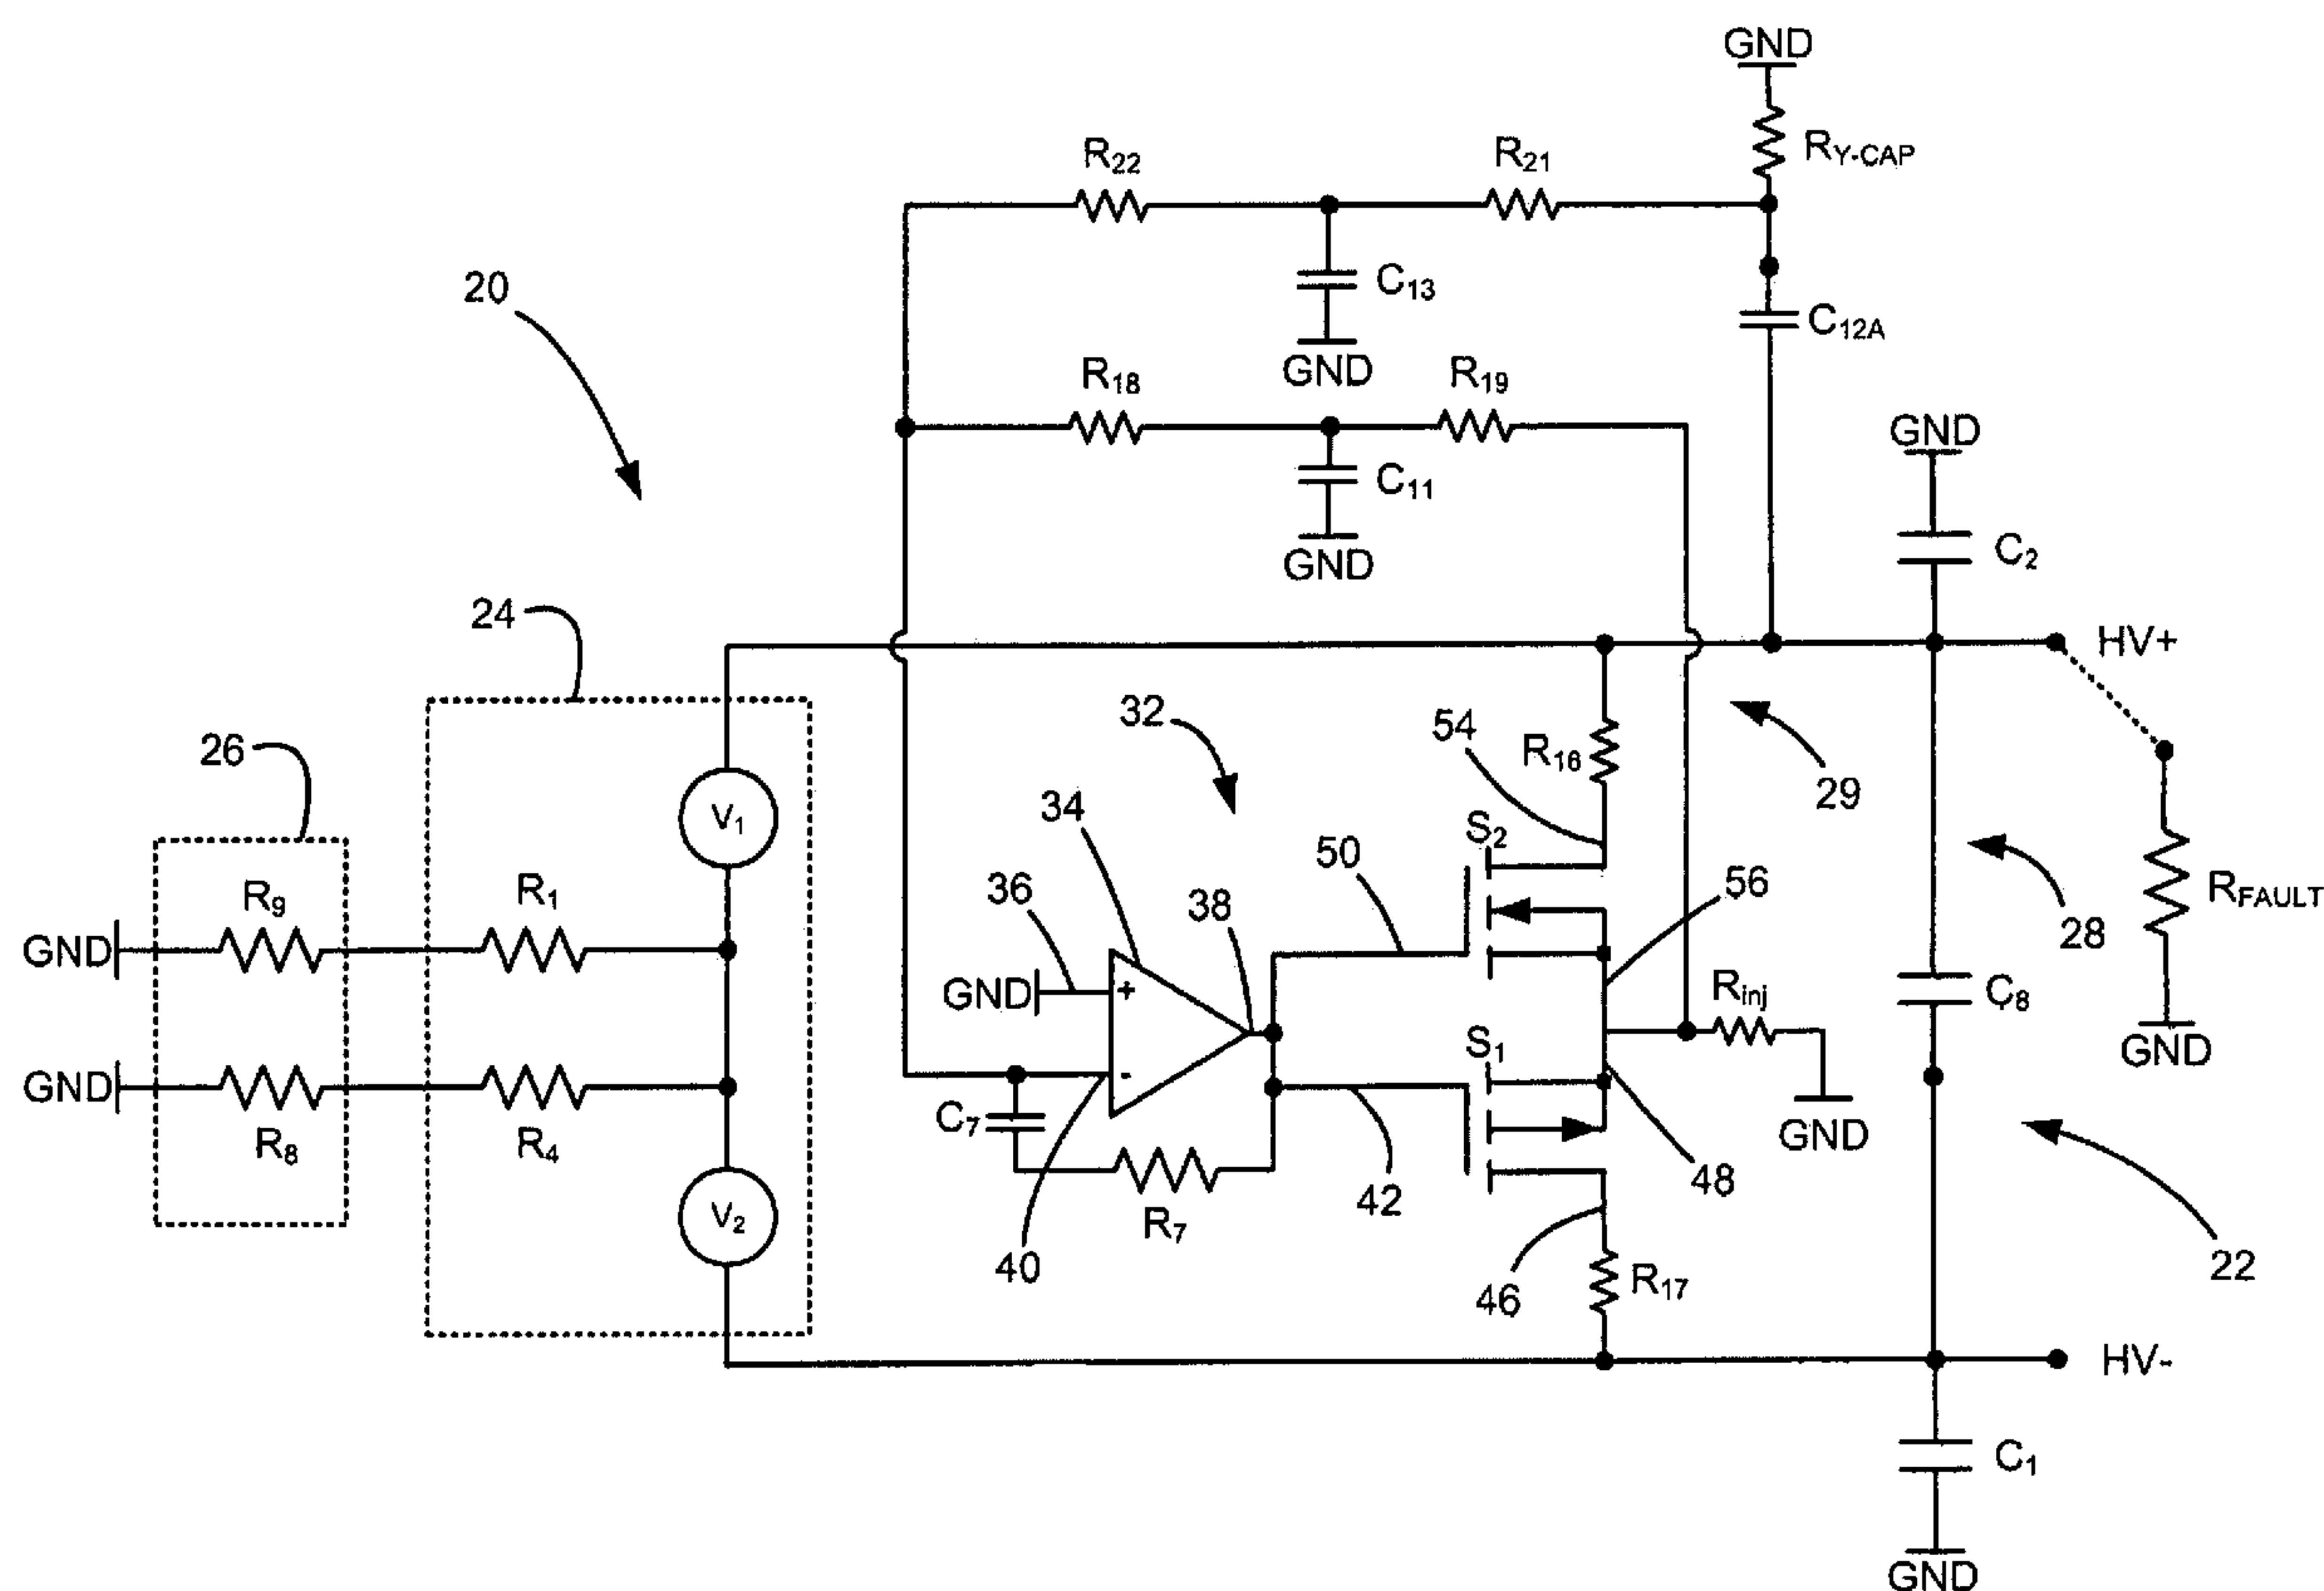 GND
R22
R21
RY-CAP
20
C13
C12A
GND
R18
R19
GND
C11
C2
GND
24
HV+
32
54
26
R16
29
V1
34
S2
50
56
RFAULT
R9
R1
36
38
28
GND
GND
+
Rinj
C8
S1
GND
GND
-
C7
GND
R8
R4
48
42
V2
R7
40
46
R17
22
HV-
C1
GND